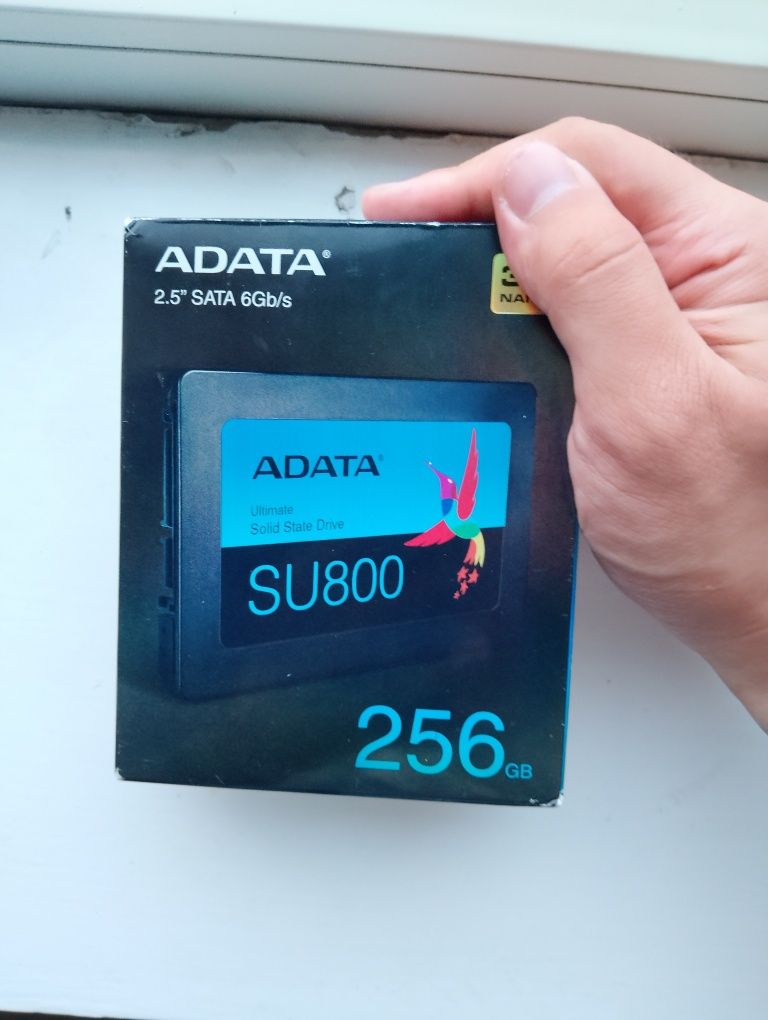 ADATA®
2.5" SATA 6Gb/s
ADATA®
Ultimate
Solid State Drive
SU800
256GB